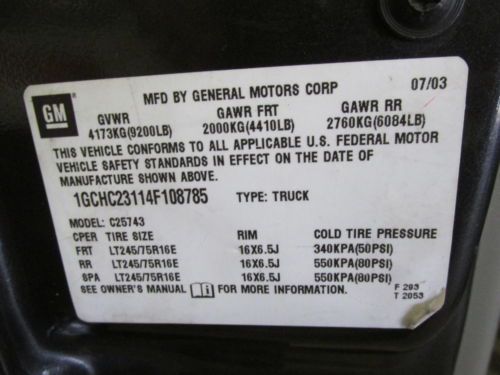 MFD BY GENERAL MOTORS CORP 07/03
GM
GVWR GAWR FRT GAWR RR
4173KG(9200LB) 2000KG(4410LB) 2760KG(6084LB)
THIS VEHICLE CONFORMS TO ALL APPLICABLE U.S. FEDERAL MOTOR
VEHICLE SAFETY STANDARDS IN EFFECT ON THE DATE OF
MANUFACTURE SHOWN ABOVE.
1GCHC23114F108785 TYPE: TRUCK
MODEL: C25743
CPER TIRE SIZE RIM COLD TIRE PRESSURE
FRT LT245/75R16E 16X6.5J 340KPA(50PSI)
RR LT245/75R16E 16X6.5J 550KPA(80PSI)
SPA LT245/75R16E 16X6.5J 550KPA(80PSI)
SEE OWNER'S MANUAL i FOR MORE INFORMATION.
F 293
T 2053